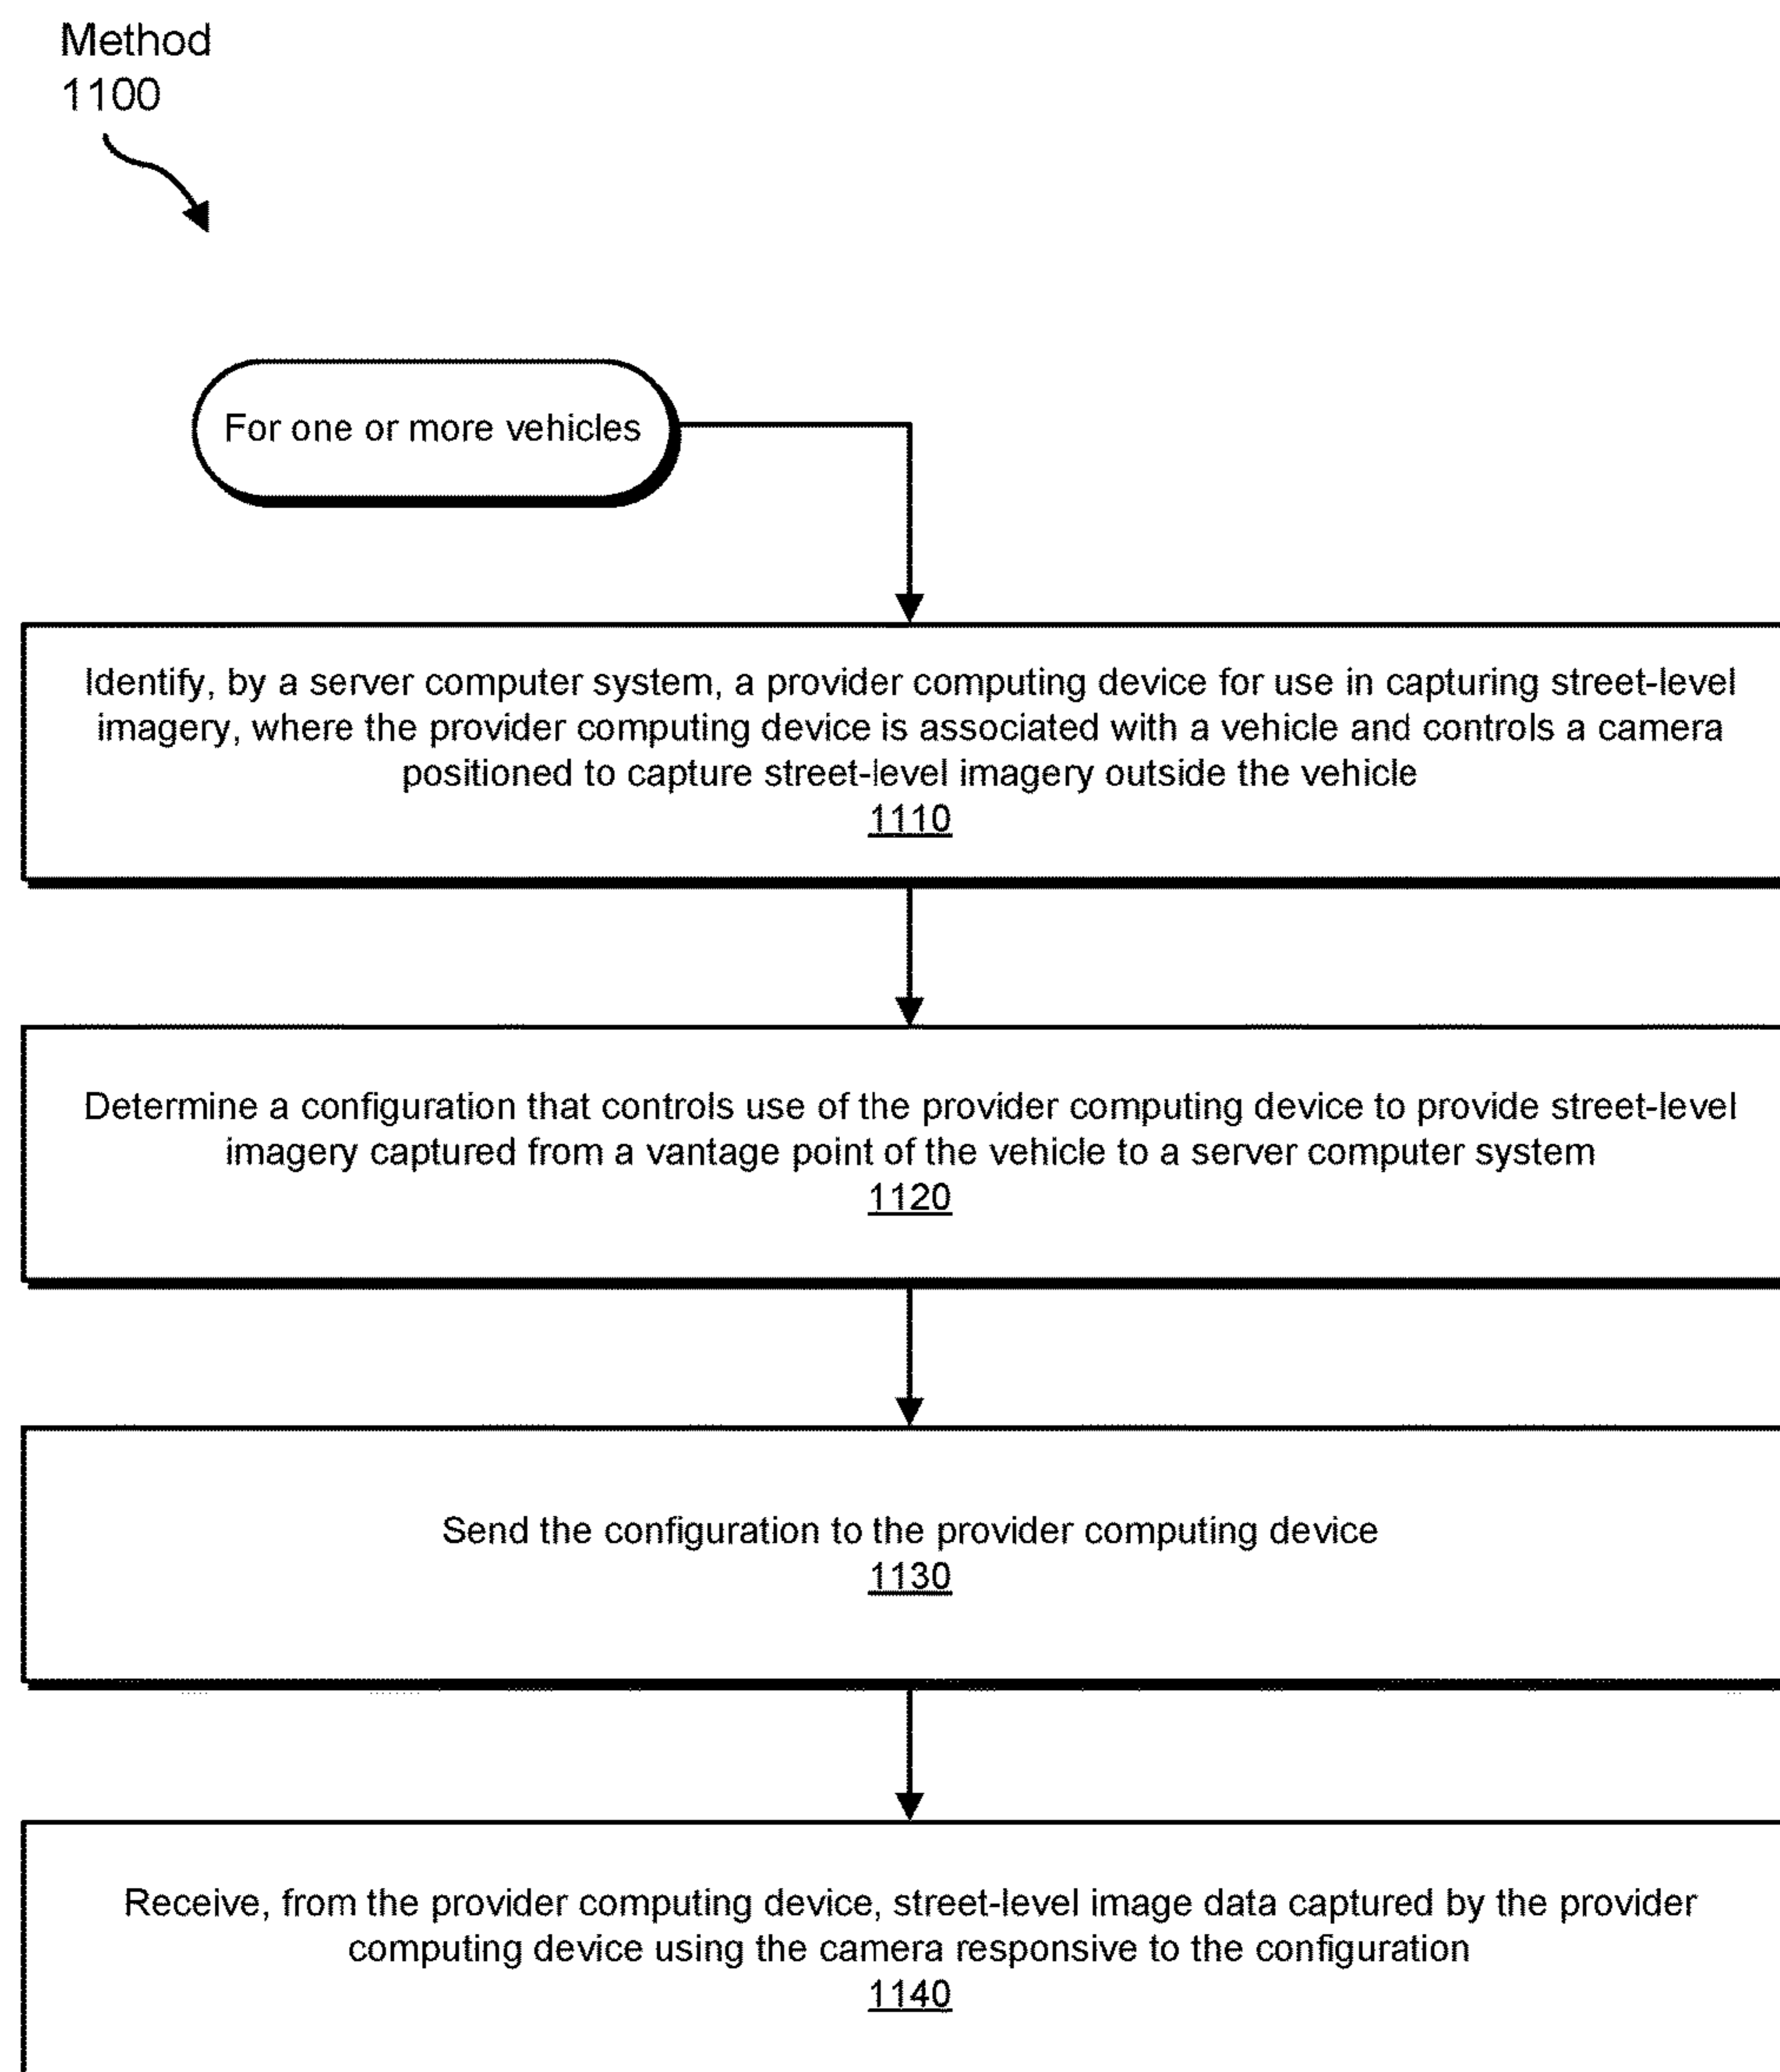 Method
1100
For one or more vehicles
Identify, by a server computer system, a provider computing device for use in capturing street-level
imagery, where the provider computing device is associated with a vehicle and controls a camera
positioned to capture street-level imagery outside the vehicle
1110
Determine a configuration that controls use of the provider computing device to provide street-level
imagery captured from a vantage point of the vehicle to a server computer system
1120
Send the configuration to the provider computing device
1130
Receive, from the provider computing device, street-level image data captured by the provider
computing device using the camera responsive to the configuration
1140